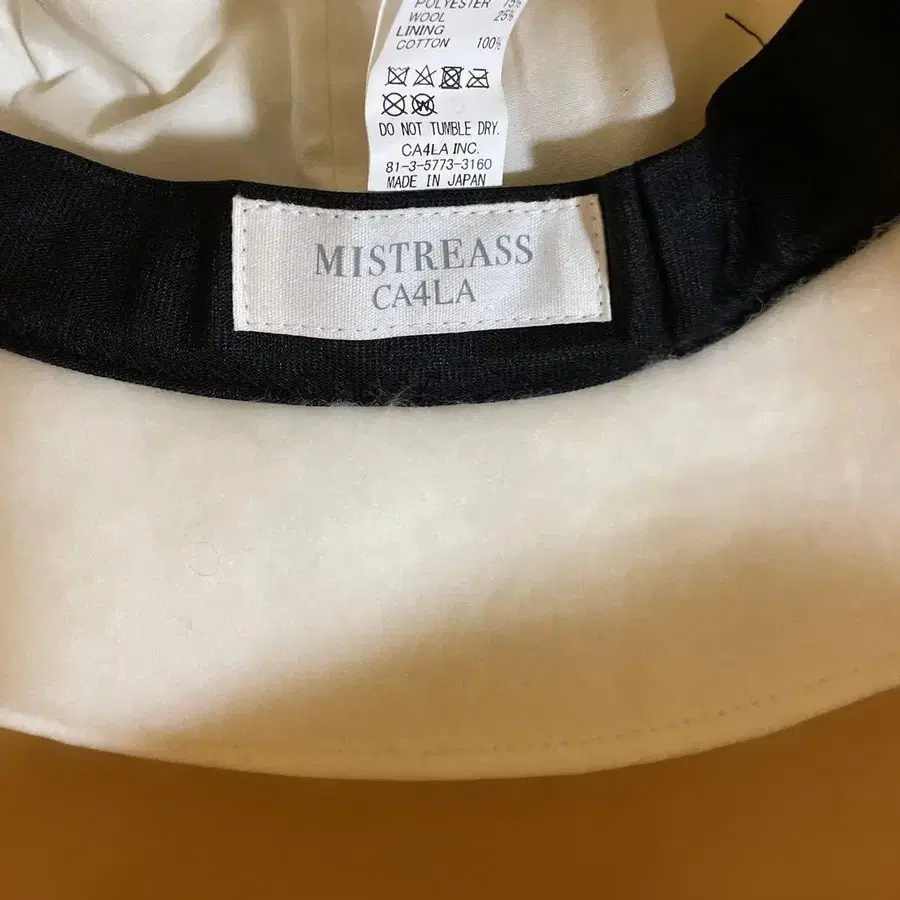 POLYESTER 75%
WOOL 25%
LINING
COTTON 100%
DO NOT TUMBLE DRY.
CA4LA INC.
81-3-5773-3160
MADE IN JAPAN
MISTREASS
CA4LA